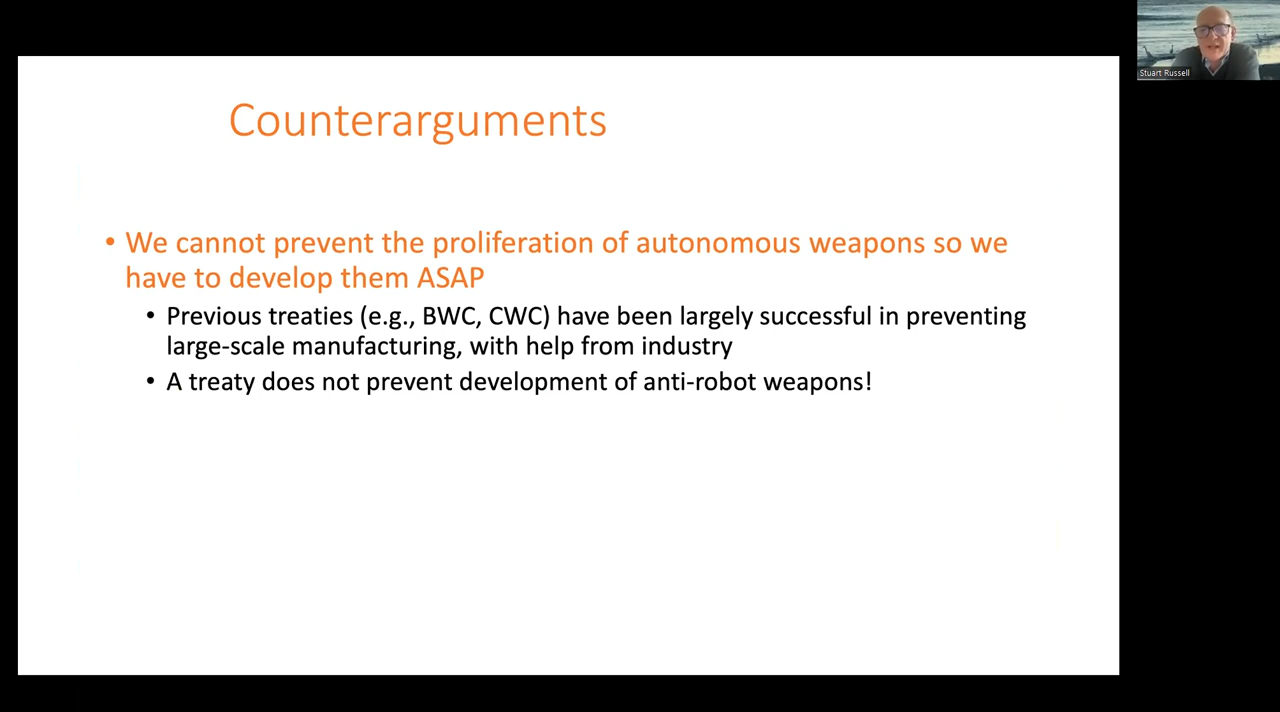 Counterarguments
• We cannot prevent the proliferation of autonomous weapons so we
have to develop them ASAP
• Previous treaties (e.g., BWC, CWC) have been largely successful in preventing
large-scale manufacturing, with help from industry
• A treaty does not prevent development of anti-robot weapons!
Stuart Russell